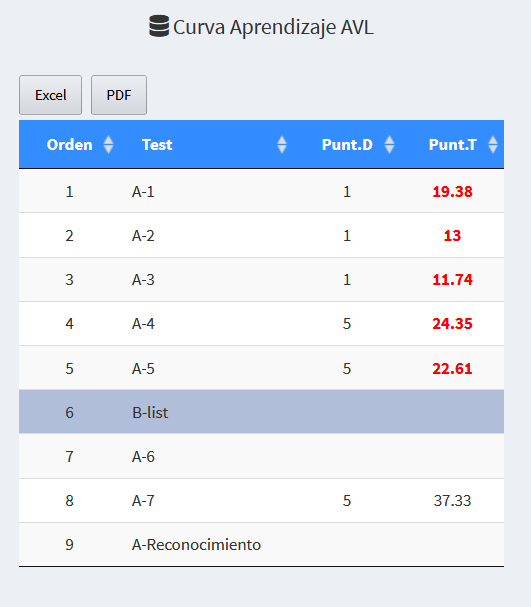 Curva Aprendizaje AVL
Excel PDF
Orden Test Punt.D Punt.T
1 A-1 1 19.38
2 A-2 1 13
3 A-3 1 11.74
4 A-4 5 24.35
5 A-5 5 22.61
6 B-list
7 A-6
8 A-7 5 37.33
9 A-Reconocimiento